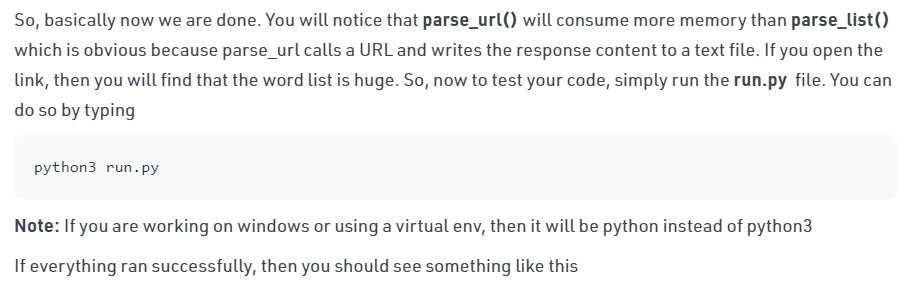 So, basically now we are done. You will notice that parse_url() will consume more memory than parse_list()
which is obvious because parse_url calls a URL and writes the response content to a text file. If you open the
link, then you will find that the word list is huge. So, now to test your code, simply run the run.py file. You can
do so by typing
python3 run.py
Note: If you are working on windows or using a virtual env, then it will be python instead of python3
If everything ran successfully, then you should see something like this